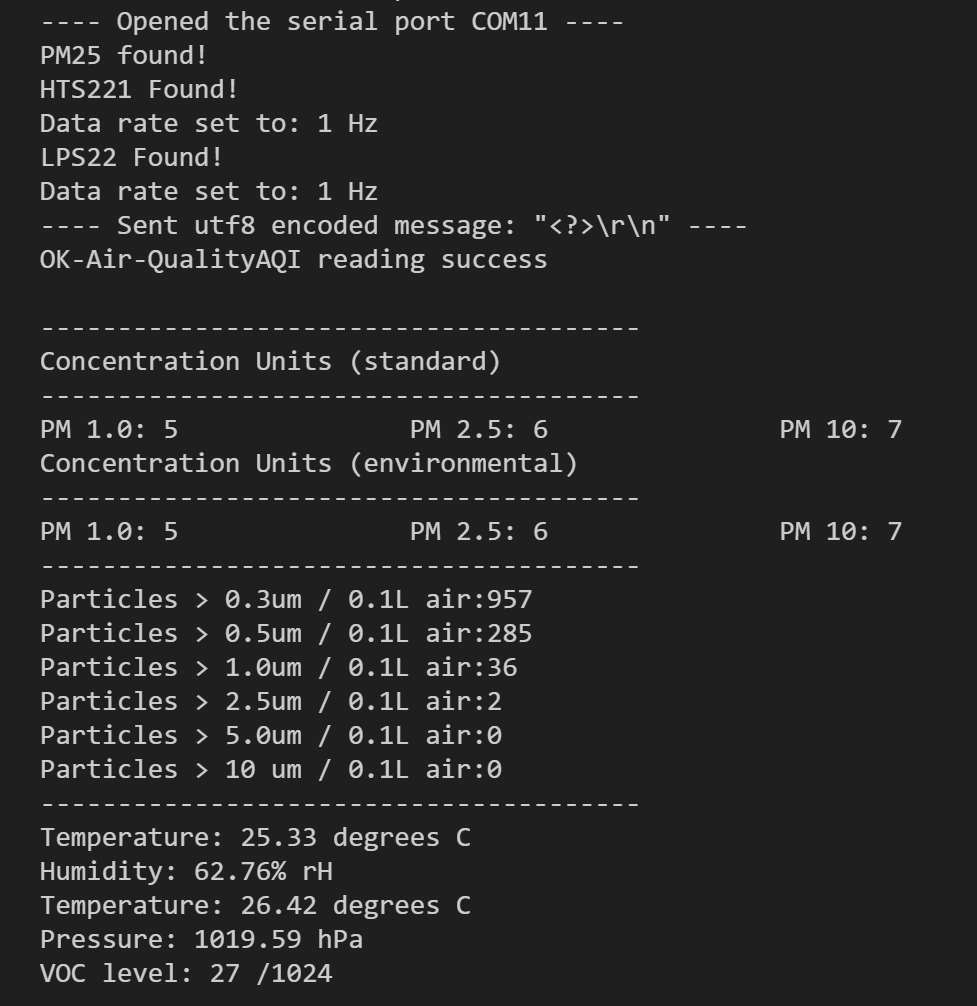 ---- Opened the serial port COM11 ----
PM25 found!
HTS221 Found!
Data rate set to: 1 Hz
LPS22 Found!
Data rate set to: 1 Hz
---- Sent utf8 encoded message: "<?>\r\n" ----
OK-Air-QualityAQI reading success
---------------------------------------
Concentration Units (standard)
---------------------------------------
PM 1.0: 5 PM 2.5: 6 PM 10: 7
Concentration Units (environmental)
---------------------------------------
PM 1.0: 5 PM 2.5: 6 PM 10: 7
---------------------------------------
Particles > 0.3um / 0.1L air:957
Particles > 0.5um / 0.1L air:285
Particles > 1.0um / 0.1L air:36
Particles > 2.5um / 0.1L air:2
Particles > 5.0um / 0.1L air:0
Particles > 10 um / 0.1L air:0
---------------------------------------
Temperature: 25.33 degrees C
Humidity: 62.76% rH
Temperature: 26.42 degrees C
Pressure: 1019.59 hPa
VOC level: 27 /1024